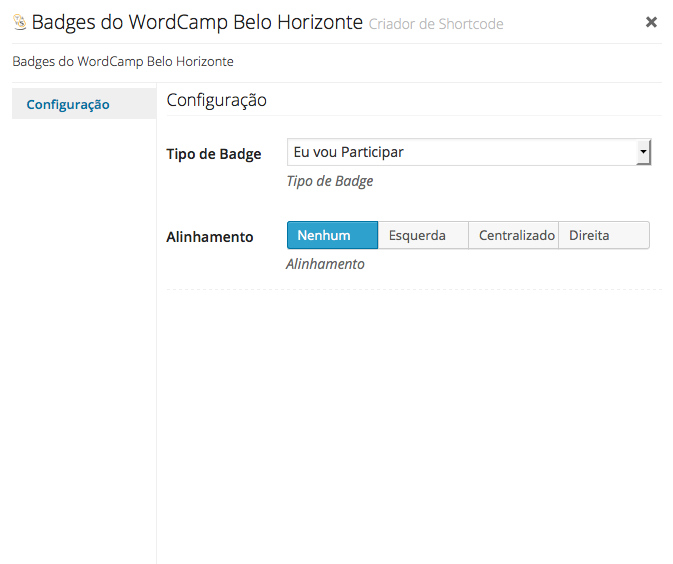 Badges do WordCamp Belo Horizonte Criador de Shortcode
Badges do WordCamp Belo Horizonte
Configuração
Configuração
Tipo de Badge
Eu vou Participar
Tipo de Badge
Alinhamento
Nenhum Esquerda Centralizado Direita
Alinhamento